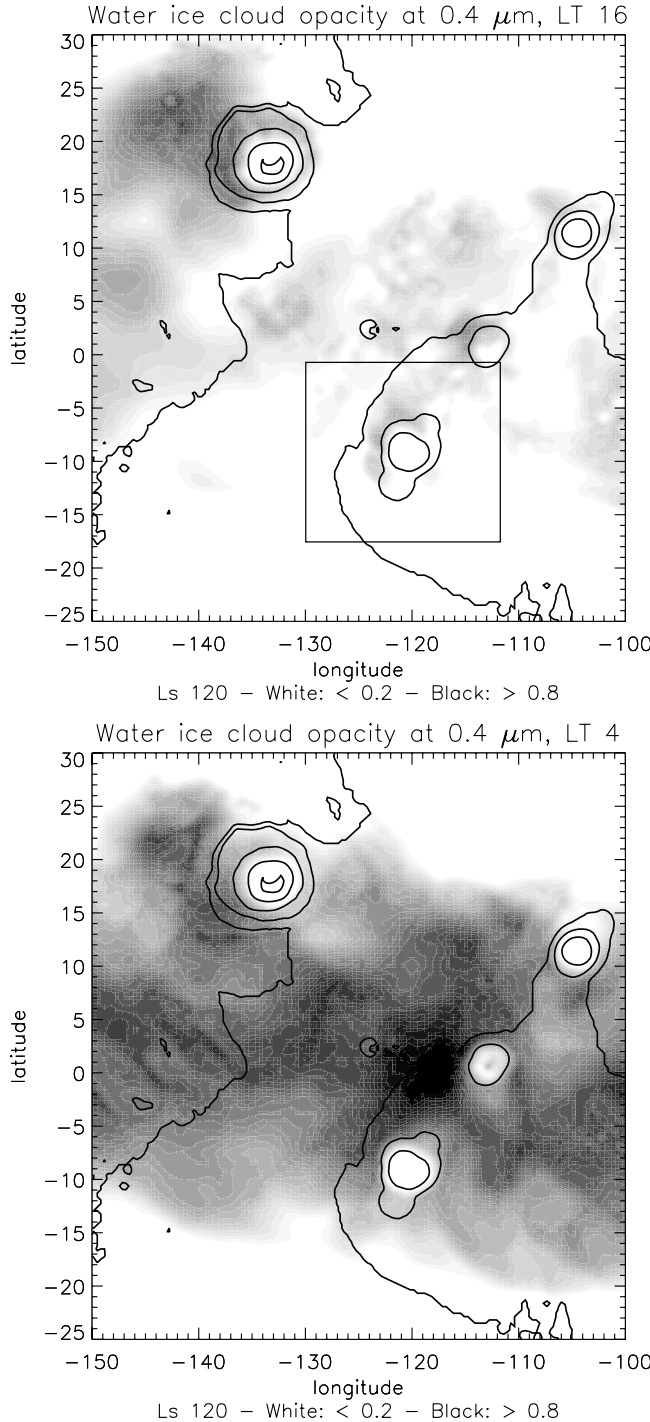 Water ice cloud opacity at 0.4 μm, LT 16
30
25
20
15
10
5
0
−5
−10
−15
−20
−25
latitude
−150 −140 −130 −120 −110 −100
longitude
Ls 120 − White: < 0.2 − Black: > 0.8
Water ice cloud opacity at 0.4 μm, LT 4
30
25
20
15
10
5
0
−5
−10
−15
−20
−25
latitude
−150 −140 −130 −120 −110 −100
longitude
Ls 120 − White: < 0.2 − Black: > 0.8